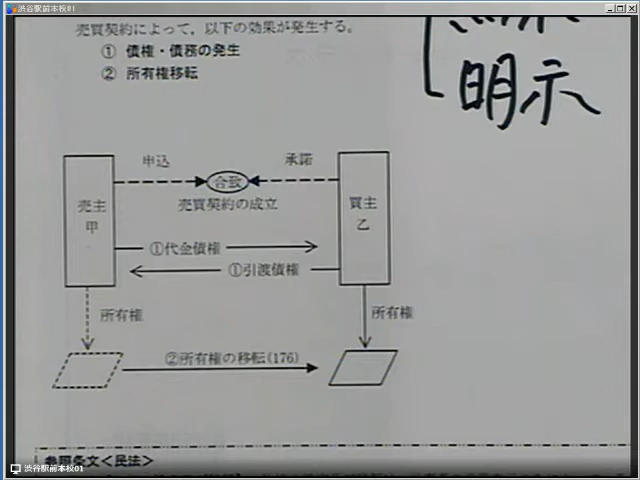 渋谷駅前本校01
売買契約によって，以下の効果が発生する。
① 債権・債務の発生
② 所有権移転
明示
申込
承諾
合致
売買契約の成立
売主
甲
買主
乙
①代金債権
①引渡債権
所有権
所有権
②所有権の移転(176)
参照条文＜民法＞
渋谷駅前本校01